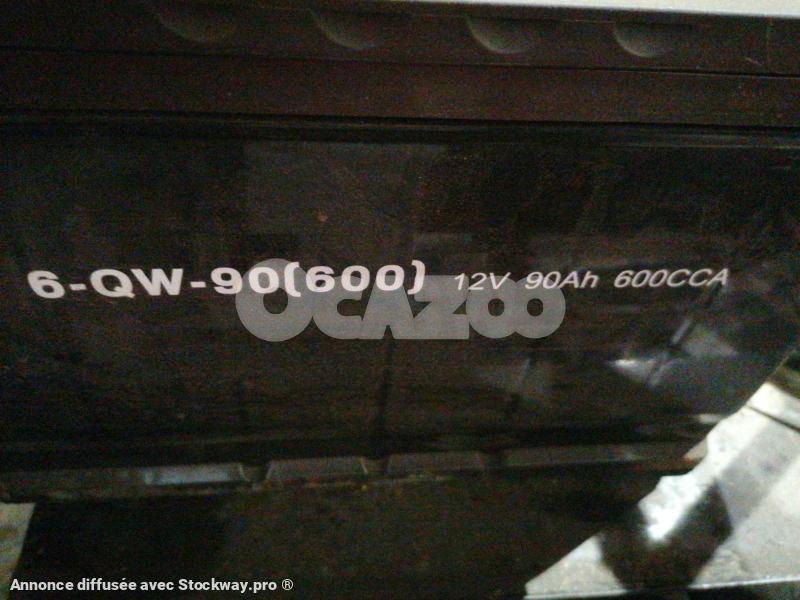 6-QW-90(600) 12V 90Ah 600CCA
OCAZOO
Annonce diffusée avec Stockway.pro ®